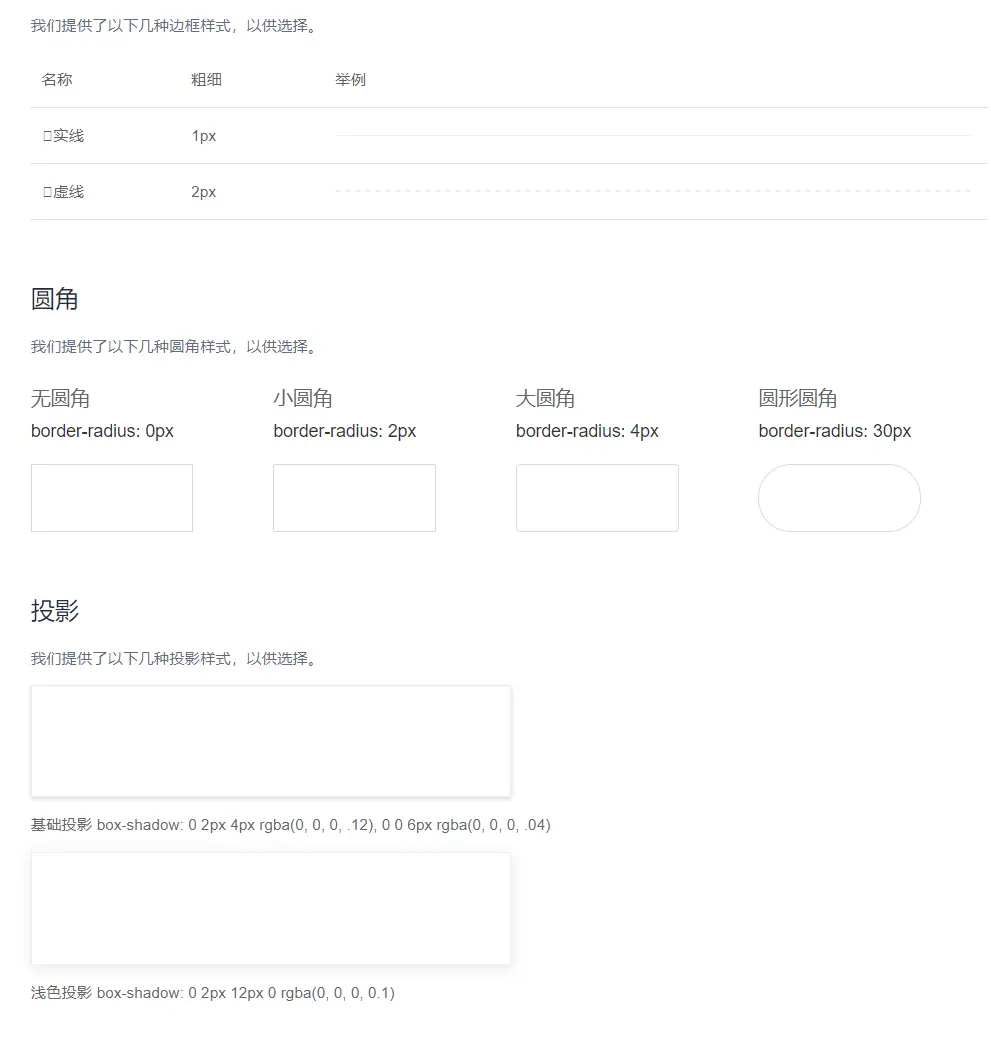 我们提供了以下几种边框样式，以供选择。
名称 粗细 举例
实线 1px
虚线 2px
圆角
我们提供了以下几种圆角样式，以供选择。
无圆角 小圆角 大圆角 圆形圆角
border-radius: 0px border-radius: 2px border-radius: 4px border-radius: 30px
投影
我们提供了以下几种投影样式，以供选择。
基础投影 box-shadow: 0 2px 4px rgba(0, 0, 0, .12), 0 0 6px rgba(0, 0, 0, .04)
浅色投影 box-shadow: 0 2px 12px 0 rgba(0, 0, 0, 0.1)